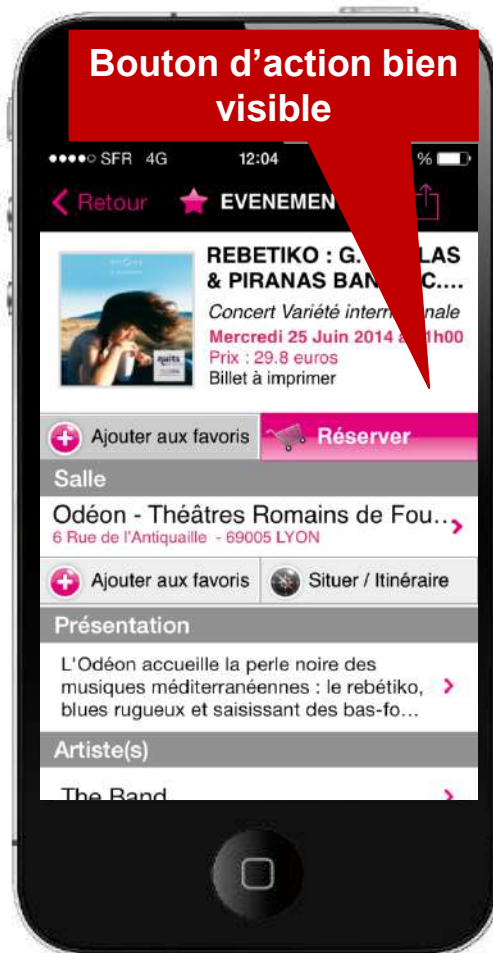 Bouton d’action bien
visible
SFR 4G 12:04 %
Retour EVENEMEN
REBETIKO : G. LAS
& PIRANAS BAN C....
Concert Variété intern nale
Mercredi 25 Juin 2014 à 1h00
Prix : 29.8 euros
Billet à imprimer
Ajouter aux favoris Réserver
Salle
Odéon - Théâtres Romains de Fou...
6 Rue de l'Antiquaille - 69005 LYON
Ajouter aux favoris Situer / Itinéraire
Présentation
L'Odéon accueille la perle noire des
musiques méditerranéennes : le rebétiko,
blues rugueux et saisissant des bas-fo...
Artiste(s)
The Band